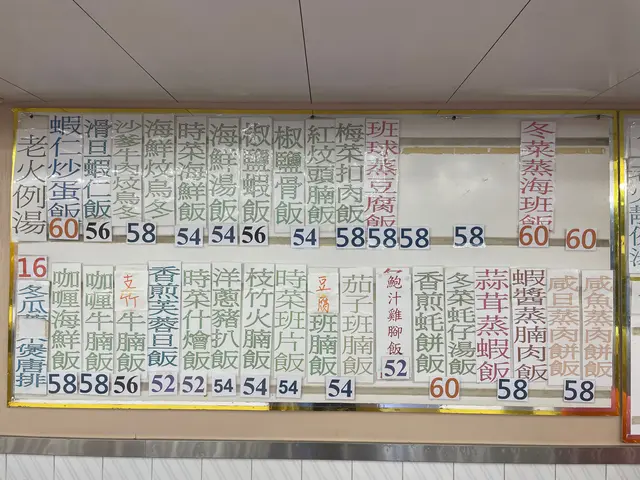 老火例湯
蝦仁炒蛋飯
60
滑旦蝦仁飯
56
沙爹牛肉炆烏冬
58
海鮮炆烏冬
時菜海鮮飯
54
海鮮湯飯
54
椒鹽蝦飯
56
椒鹽骨飯
54
紅炆頭腩飯
梅菜扣肉飯
58
班球蒸豆腐飯
58
58
58
冬菜蒸海班飯
60
60
16
冬瓜
煲唐排
咖喱海鮮飯
58
咖喱牛腩飯
58
支竹牛腩飯
56
香煎芙蓉旦飯
52
時菜什燴飯
52
洋蔥豬扒飯
54
枝竹火腩飯
54
時菜班片飯
54
豆腐班腩飯
54
茄子班腩飯
鮑汁雞腳飯
52
香煎蚝餅飯
60
冬菜蚝仔湯飯
蒜茸蒸蝦飯
58
蝦醬蒸腩肉飯
咸旦蒸肉餅飯
58
咸魚蒸肉餅飯